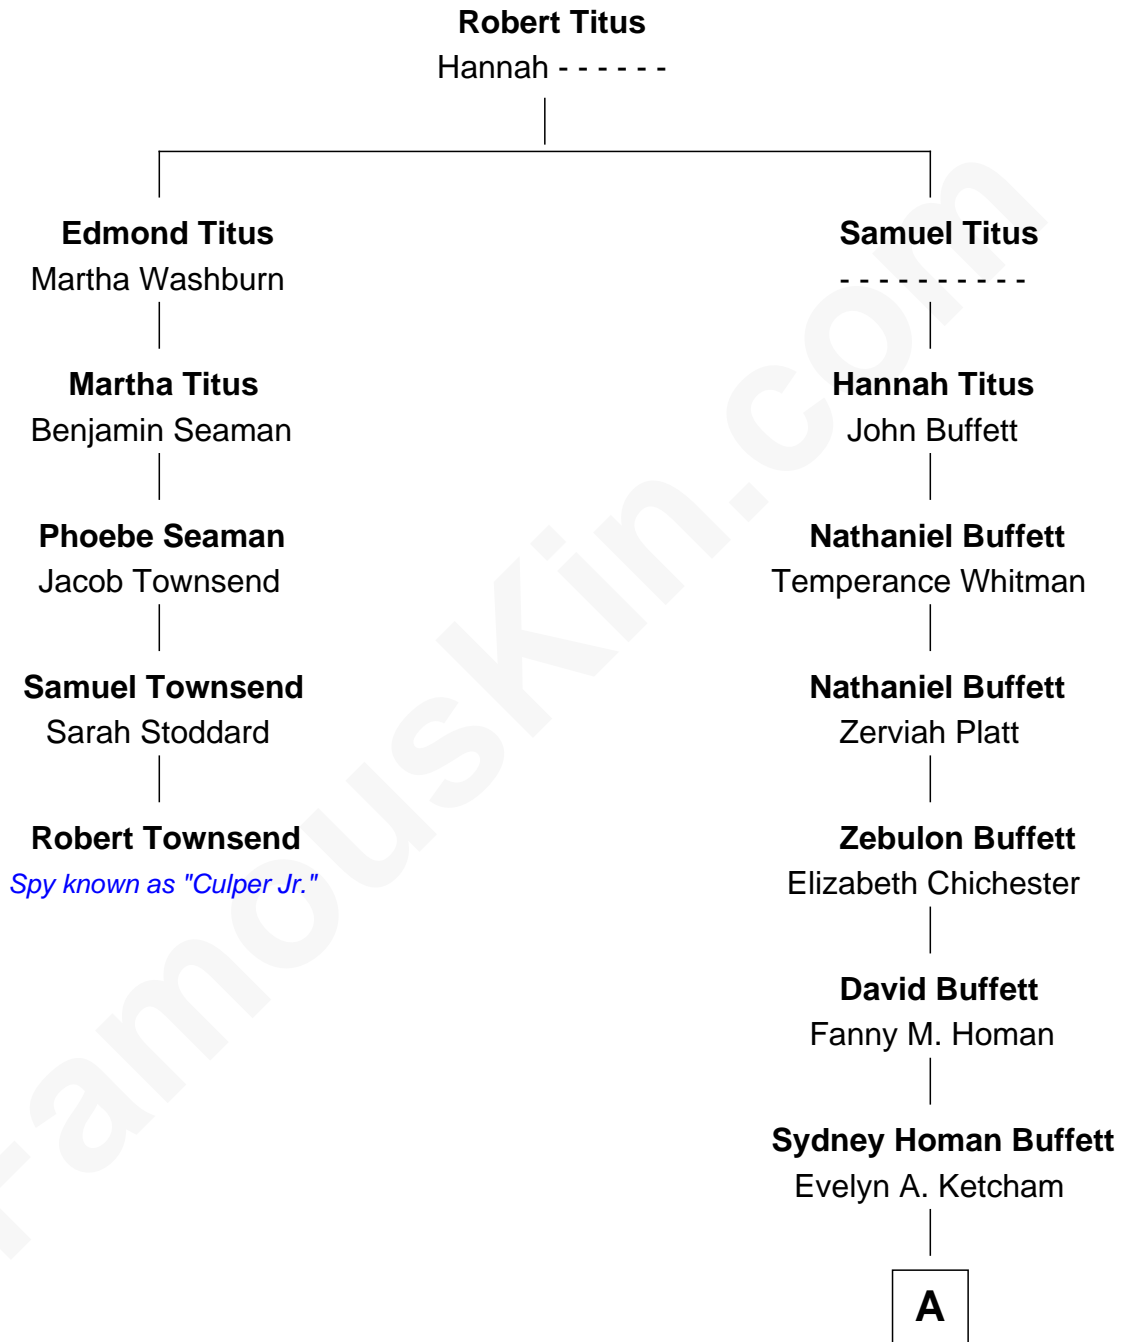 Robert Titus
Hannah - - - - - -
Edmond Titus
Martha Washburn
Samuel Titus
- - - - - - - - - -
Martha Titus
Benjamin Seaman
Hannah Titus
John Buffett
Phoebe Seaman
Jacob Townsend
Nathaniel Buffett
Temperance Whitman
Samuel Townsend
Sarah Stoddard
Nathaniel Buffett
Zerviah Platt
Robert Townsend
Spy known as "Culper Jr."
Zebulon Buffett
Elizabeth Chichester
David Buffett
Fanny M. Homan
Sydney Homan Buffett
Evelyn A. Ketcham
A
FamousKin.com